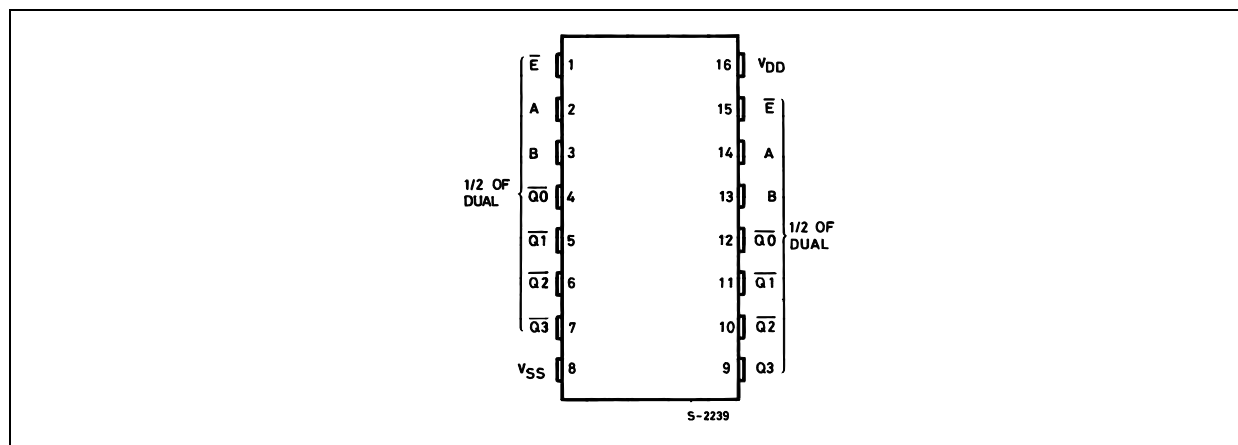 E̅ 1 16 VDD
A 2 15 E̅
B 3 14 A
1/2 OF
DUAL
Q̅0̅ 4 13 B
Q̅1̅ 5 12 Q̅0̅
1/2 OF
DUAL
Q̅2̅ 6 11 Q̅1̅
Q̅3̅ 7 10 Q̅2̅
VSS 8 9 Q3
S-2239